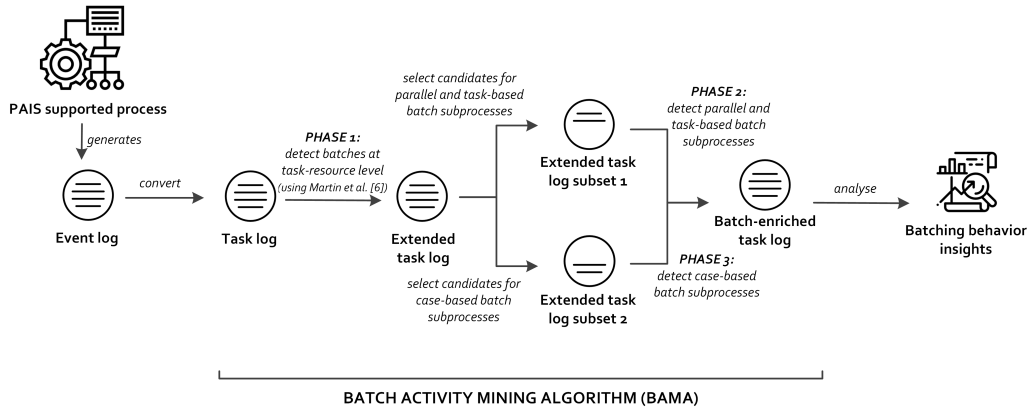 PAIS supported process
generates
Event log
convert
Task log
PHASE 1:
detect batches at
task-resource level
(using Martin et al. [6])
Extended
task log
select candidates for
parallel and task-based
batch subprocesses
select candidates for
case-based batch
subprocesses
Extended task
log subset 1
Extended task
log subset 2
PHASE 2:
detect parallel and
task-based batch
subprocesses
PHASE 3:
detect case-based
batch subprocesses
Batch-enriched
task log
analyse
Batching behavior
insights
BATCH ACTIVITY MINING ALGORITHM (BAMA)